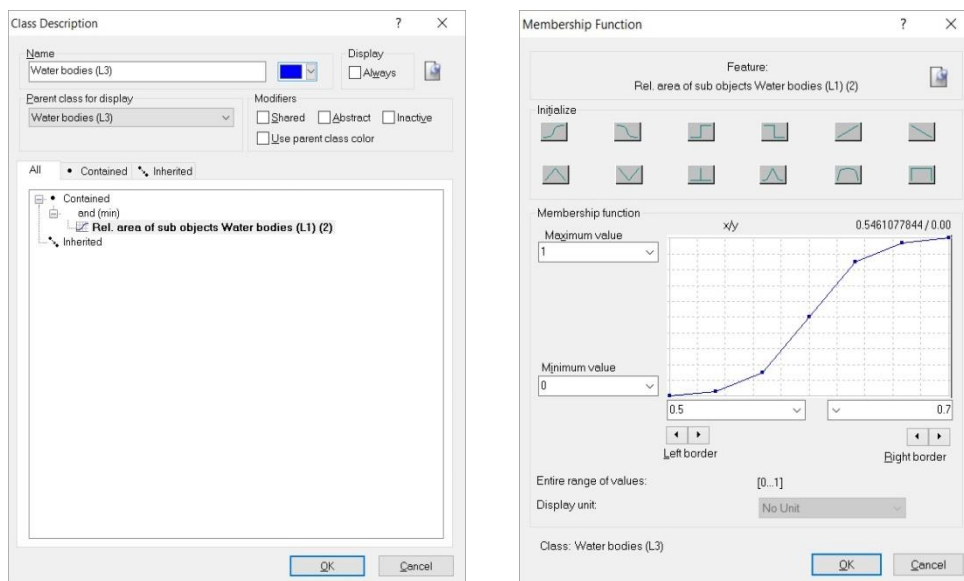 Class Description
?
Name
Water bodies (L3)
Display
Always
Parent class for display
Water bodies (L3)
Modifiers
Shared Abstract Inactive
Use parent class color
All Contained Inherited
Contained
and (min)
Rel. area of sub objects Water bodies (L1) (2)
Inherited
OK Cancel
Membership Function
?
Feature:
Rel. area of sub objects Water bodies (L1) (2)
Initialize
Membership function
Maximum value
x/y 0.5461077844 / 0.00
1
Minimum value
0
0.5 0.7
Left border Right border
Entire range of values: [0...1]
Display unit: No Unit
Class: Water bodies (L3)
OK Cancel